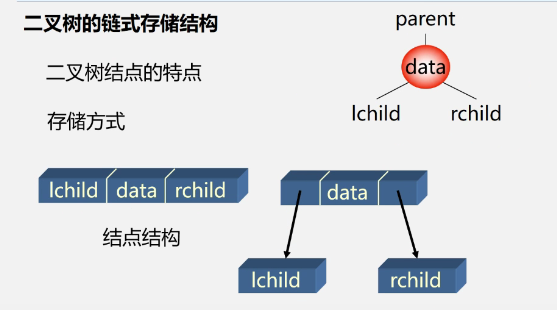 二叉树的链式存储结构
parent
二叉树结点的特点
data
lchild rchild
存储方式
lchild data rchild
data
结点结构
lchild rchild